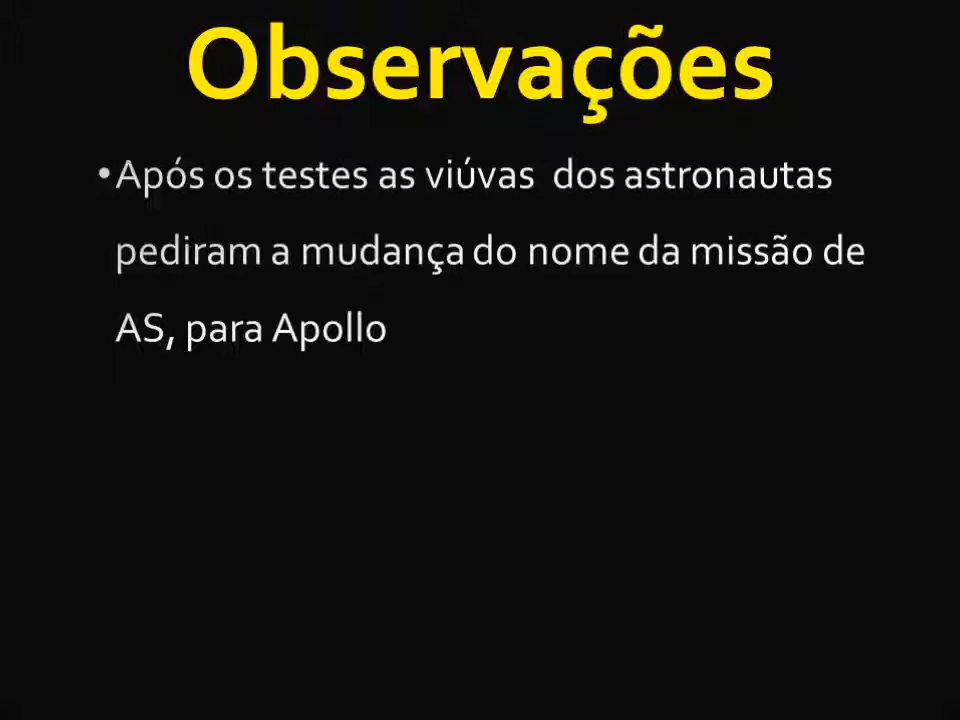 Observações
•Após os testes as viúvas  dos astronautas
pediram a mudança do nome da missão de
AS, para Apollo